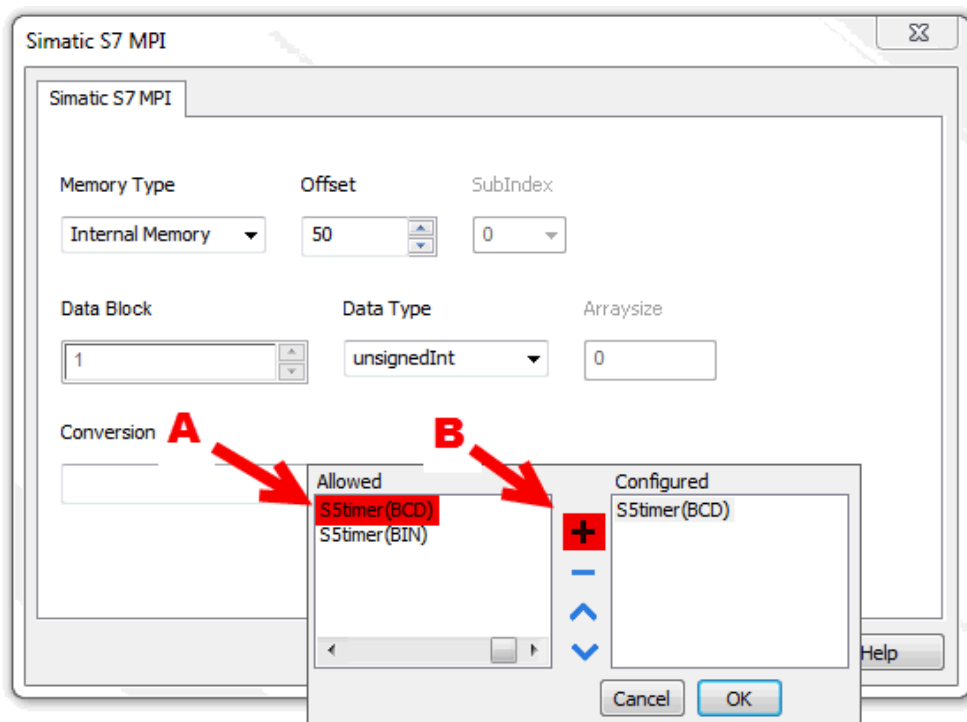 Simatic S7 MPI
Simatic S7 MPI
Memory Type Offset SubIndex
Internal Memory 50 0
Data Block Data Type Arraysize
1 unsignedInt 0
Conversion A B
Allowed Configured
S5timer(BCD) S5timer(BCD)
S5timer(BIN)
Help
Cancel OK